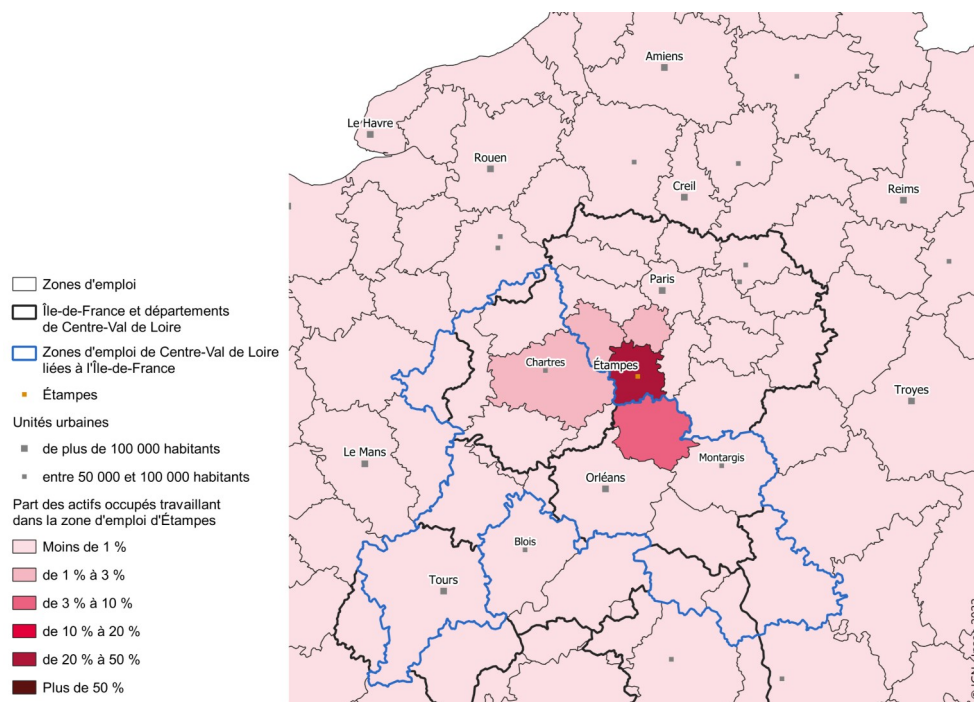 Amiens
Le Havre
Rouen
Creil
Reims
Paris
Chartres
Étampes
Troyes
Le Mans
Montargis
Orléans
Blois
Tours
Zones d'emploi
Île-de-France et départements
de Centre-Val de Loire
Zones d'emploi de Centre-Val de Loire
liées à l'Île-de-France
Étampes
Unités urbaines
de plus de 100 000 habitants
entre 50 000 et 100 000 habitants
Part des actifs occupés travaillant
dans la zone d'emploi d'Étampes
Moins de 1 %
de 1 % à 3 %
de 3 % à 10 %
de 10 % à 20 %
de 20 % à 50 %
Plus de 50 %